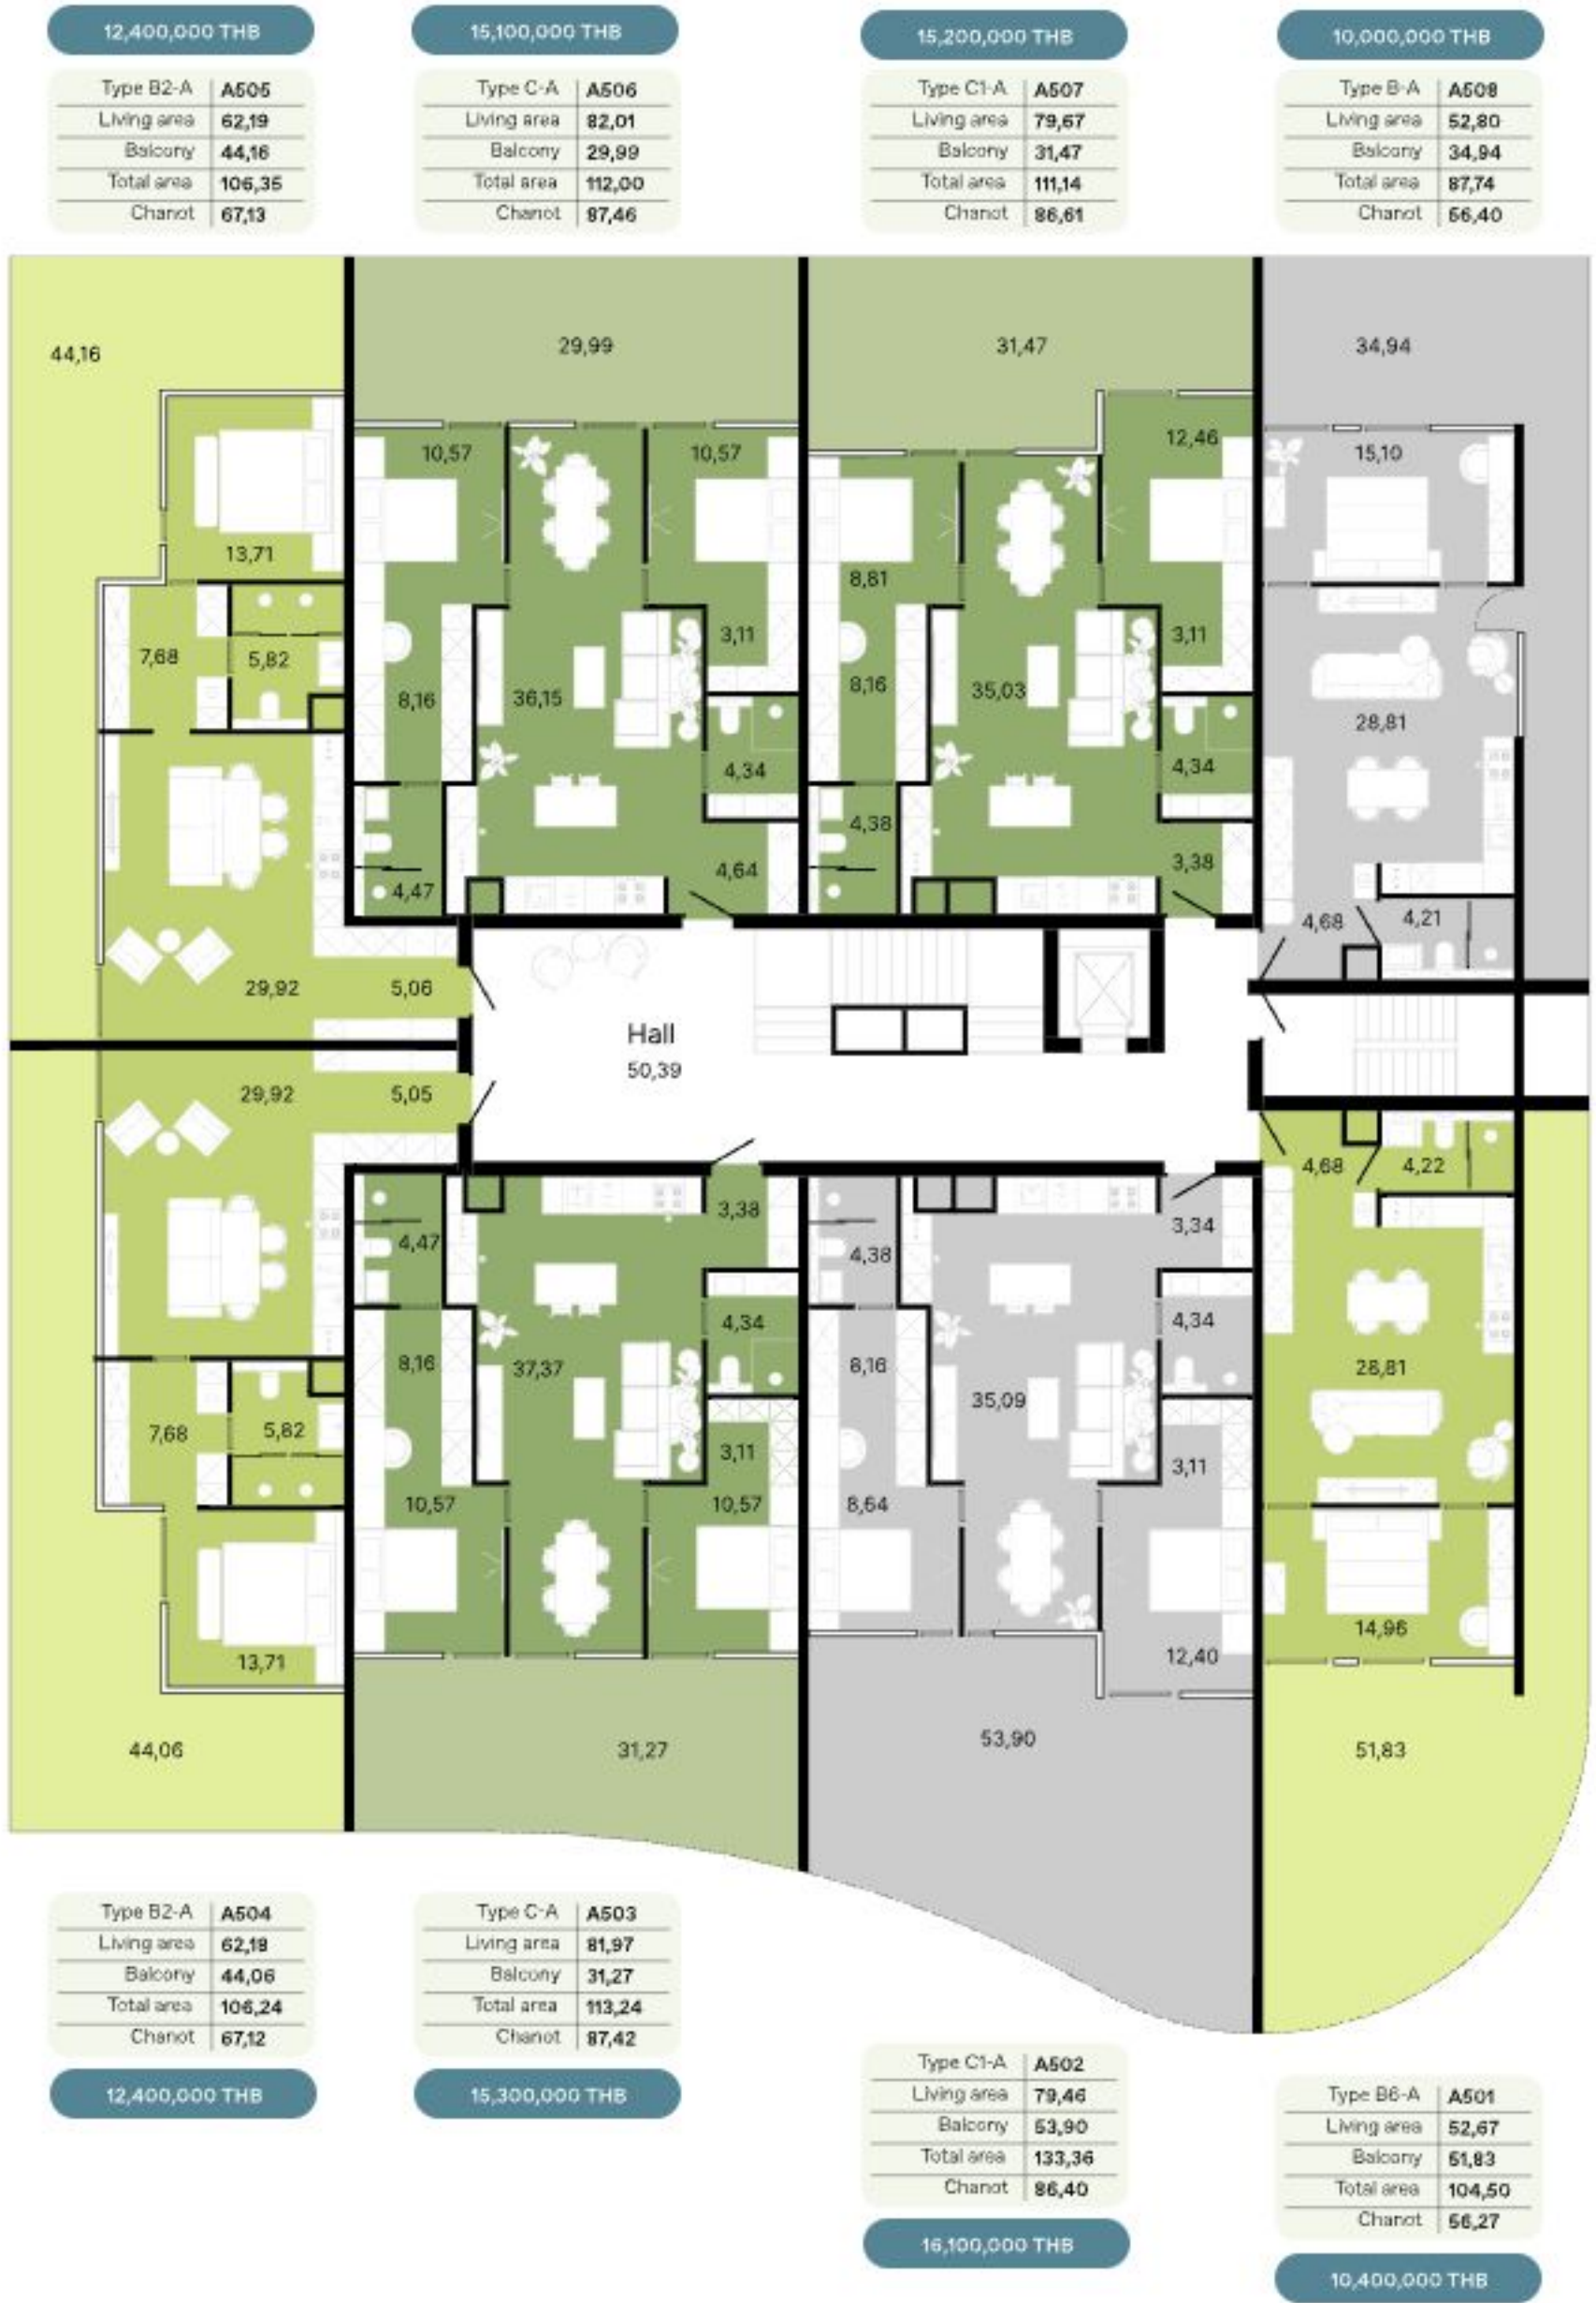 12,400,000 THB
Type B2-A A505
Living area 62,19
Balcony 44,16
Total area 106,35
Chanot 67,13
15,100,000 THB
Type C-A A506
Living area 82,01
Balcony 29,99
Total area 112,00
Chanot 87,46
15,200,000 THB
Type C1-A A507
Living area 79,67
Balcony 31,47
Total area 111,14
Chanot 86,61
10,000,000 THB
Type B-A A508
Living area 52,80
Balcony 34,94
Total area 87,74
Chanot 56,40
44,16
13,71
7,68
5,82
29,92
5,06
29,99
10,57
10,57
3,11
8,16
36,15
4,34
4,64
4,47
31,47
12,46
8,81
3,11
8,16
35,03
4,34
4,38
3,38
34,94
15,10
28,81
4,68
4,21
Hall
50,39
29,92
5,05
7,68
5,82
13,71
44,06
3,38
4,47
4,34
8,16
37,37
3,11
10,57
10,57
31,27
3,34
4,38
4,34
8,16
35,09
3,11
8,64
12,40
53,90
4,68
4,22
28,81
14,96
51,83
Type B2-A A504
Living area 62,18
Balcony 44,06
Total area 106,24
Chanot 67,12
12,400,000 THB
Type C-A A503
Living area 81,97
Balcony 31,27
Total area 113,24
Chanot 87,42
15,300,000 THB
Type C1-A A502
Living area 79,46
Balcony 53,90
Total area 133,36
Chanot 86,40
16,100,000 THB
Type B6-A A501
Living area 52,67
Balcony 51,83
Total area 104,50
Chanot 56,27
10,400,000 THB